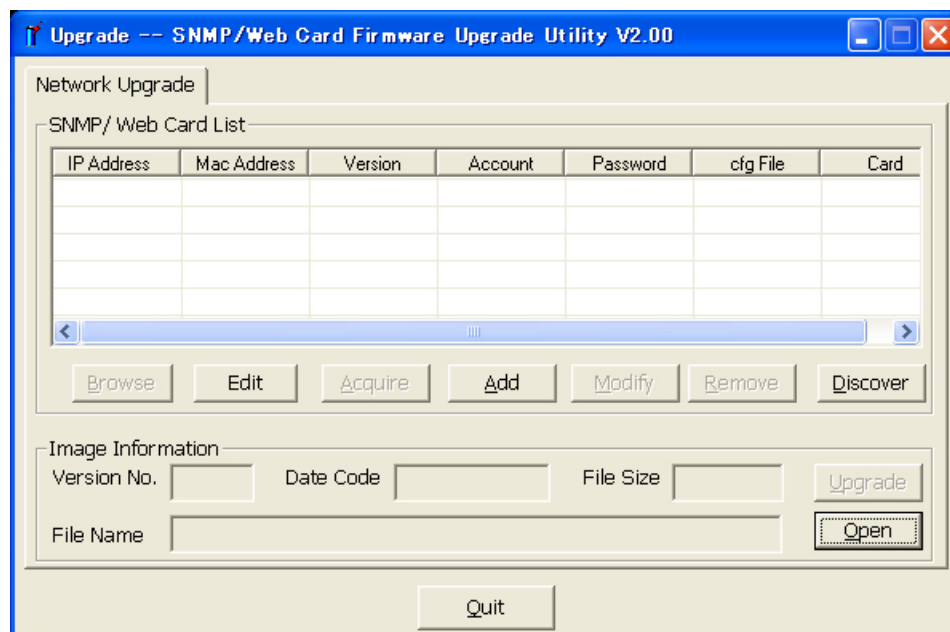 Upgrade -- SNMP/Web Card Firmware Upgrade Utility V2.00
Network Upgrade
SNMP/ Web Card List
IP Address Mac Address Version Account Password cfg File Card
Browse Edit Acquire Add Modify Remove Discover
Image Information
Version No. Date Code File Size Upgrade
File Name Open
Quit